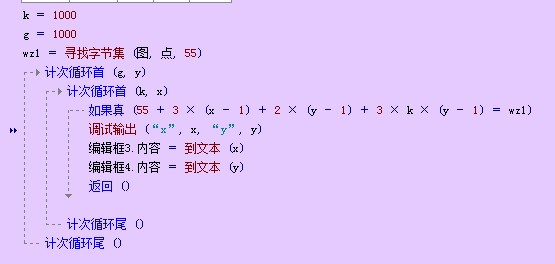 k = 1000
g = 1000
wz1 = 寻找字节集 (图, 点, 55)
计次循环首 (g, y)
计次循环首 (k, x)
如果真 (55 + 3 × (x - 1) + 2 × (y - 1) + 3 × k × (y - 1) = wz1)
调试输出 (“x”, x, “y”, y)
编辑框3.内容 = 到文本 (x)
编辑框4.内容 = 到文本 (y)
返回 ()
计次循环尾 ()
计次循环尾 ()